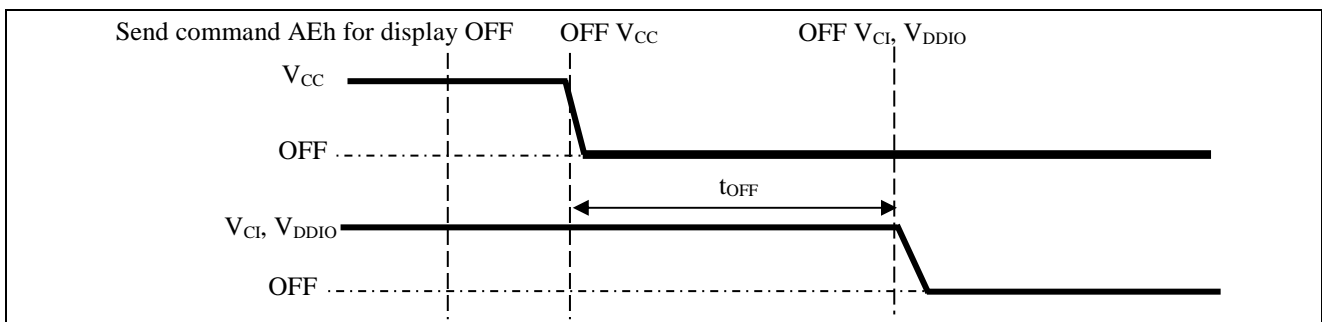 Send command AEh for display OFF OFF VCC OFF VCI, VDDIO
VCC
OFF
tOFF
VCI, VDDIO
OFF